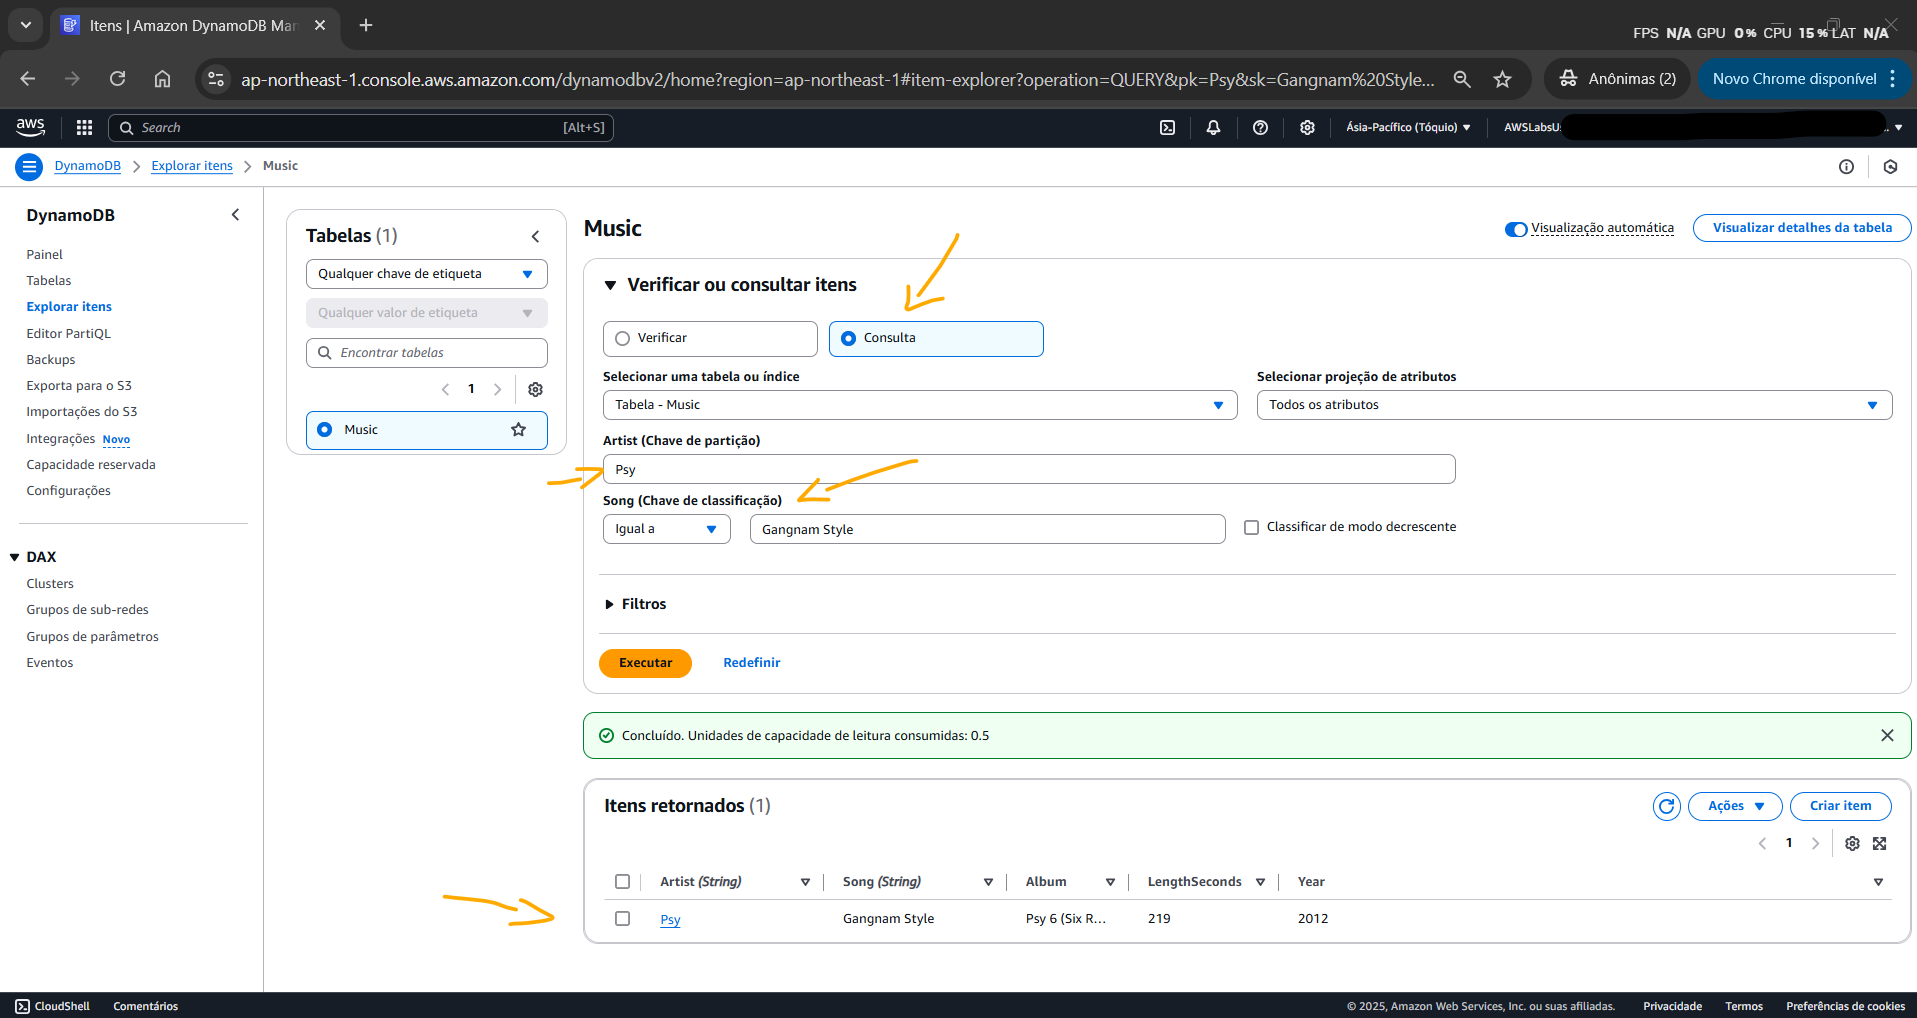 Itens | Amazon DynamoDB Man
FPS N/A GPU 0% CPU 15% LAT N/A
ap-northeast-1.console.aws.amazon.com/dynamodbv2/home?region=ap-northeast-1#item-explorer?operation=QUERY&pk=Psy&sk=Gangnam%20Style...
Anônimas (2)
Novo Chrome disponível
aws
Search
[Alt+S]
Ásia-Pacífico (Tóquio)
AWSLabsUs
DynamoDB
Explorar itens
Music
DynamoDB
Painel
Tabelas
Explorar itens
Editor PartiQL
Backups
Exporta para o S3
Importações do S3
Integrações Novo
Capacidade reservada
Configurações
DAX
Clusters
Grupos de sub-redes
Grupos de parâmetros
Eventos
Tabelas (1)
Qualquer chave de etiqueta
Qualquer valor de etiqueta
Encontrar tabelas
1
Music
Music
Visualização automática
Visualizar detalhes da tabela
Verificar ou consultar itens
Verificar
Consulta
Selecionar uma tabela ou índice
Tabela - Music
Selecionar projeção de atributos
Todos os atributos
Artist (Chave de partição)
Psy
Song (Chave de classificação)
Igual a
Gangnam Style
Classificar de modo decrescente
Filtros
Executar
Redefinir
Concluído. Unidades de capacidade de leitura consumidas: 0.5
Itens retornados (1)
Ações
Criar item
1
Artist (String) Song (String) Album LengthSeconds Year
Psy Gangnam Style Psy 6 (Six R... 219 2012
CloudShell
Comentários
© 2025, Amazon Web Services, Inc. ou suas afiliadas.
Privacidade
Termos
Preferências de cookies